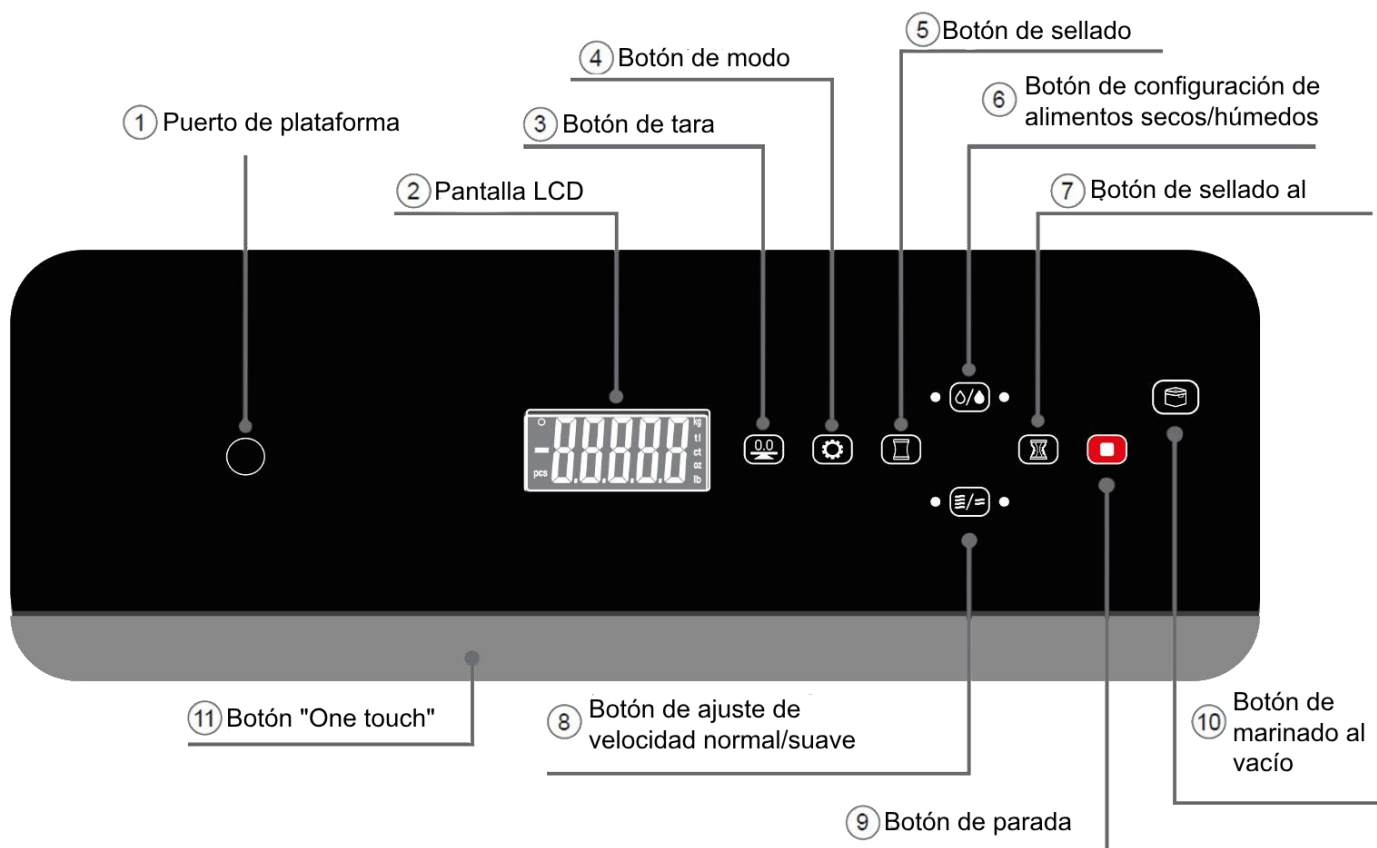 5 Botón de sellado
4 Botón de modo
6 Botón de configuración de
alimentos secos/húmedos
1 Puerto de plataforma
3 Botón de tara
2 Pantalla LCD
7 Botón de sellado al
kg
tl
ct
oz
lb
pcs
88888
0.0
11 Botón "One touch"
8 Botón de ajuste de
velocidad normal/suave
10 Botón de
marinado al
vacío
9 Botón de parada